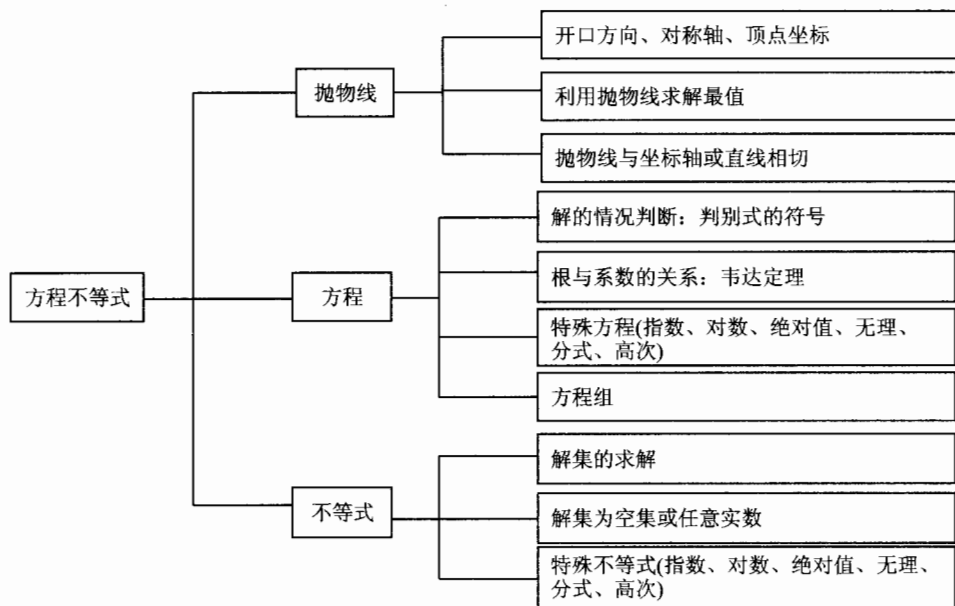 方程不等式
抛物线
开口方向、对称轴、顶点坐标
利用抛物线求解最值
抛物线与坐标轴或直线相切
方程
解的情况判断：判别式的符号
根与系数的关系：韦达定理
特殊方程(指数、对数、绝对值、无理、
分式、高次)
方程组
不等式
解集的求解
解集为空集或任意实数
特殊不等式(指数、对数、绝对值、无理、
分式、高次)